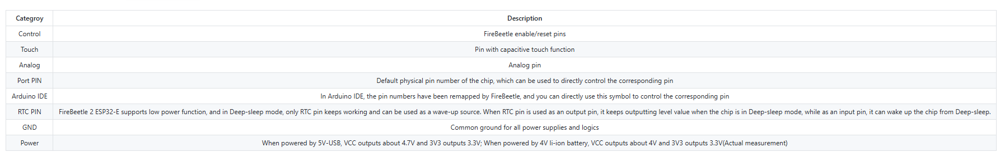 Categroy Description
Control FireBeetle enable/reset pins
Touch Pin with capacitive touch function
Analog Analog pin
Port PIN Default physical pin number of the chip, which can be used to directly control the corresponding pin
Arduino IDE In Arduino IDE, the pin numbers have been remapped by FireBeetle, and you can directly use this symbol to control the corresponding pin
RTC PIN FireBeetle 2 ESP32-E supports low power function, and in Deep-sleep mode, only RTC pin keeps working and can be used as a wave-up source. When RTC pin is used as an output pin, it keeps outputting level value when the chip is in Deep-sleep mode, while as an input pin, it can wake up the chip from Deep-sleep.
GND Common ground for all power supplies and logics
Power When powered by 5V-USB, VCC outputs about 4.7V and 3V3 outputs 3.3V; When powered by 4V li-ion battery, VCC outputs about 4V and 3V3 outputs 3.3V(Actual measurement)